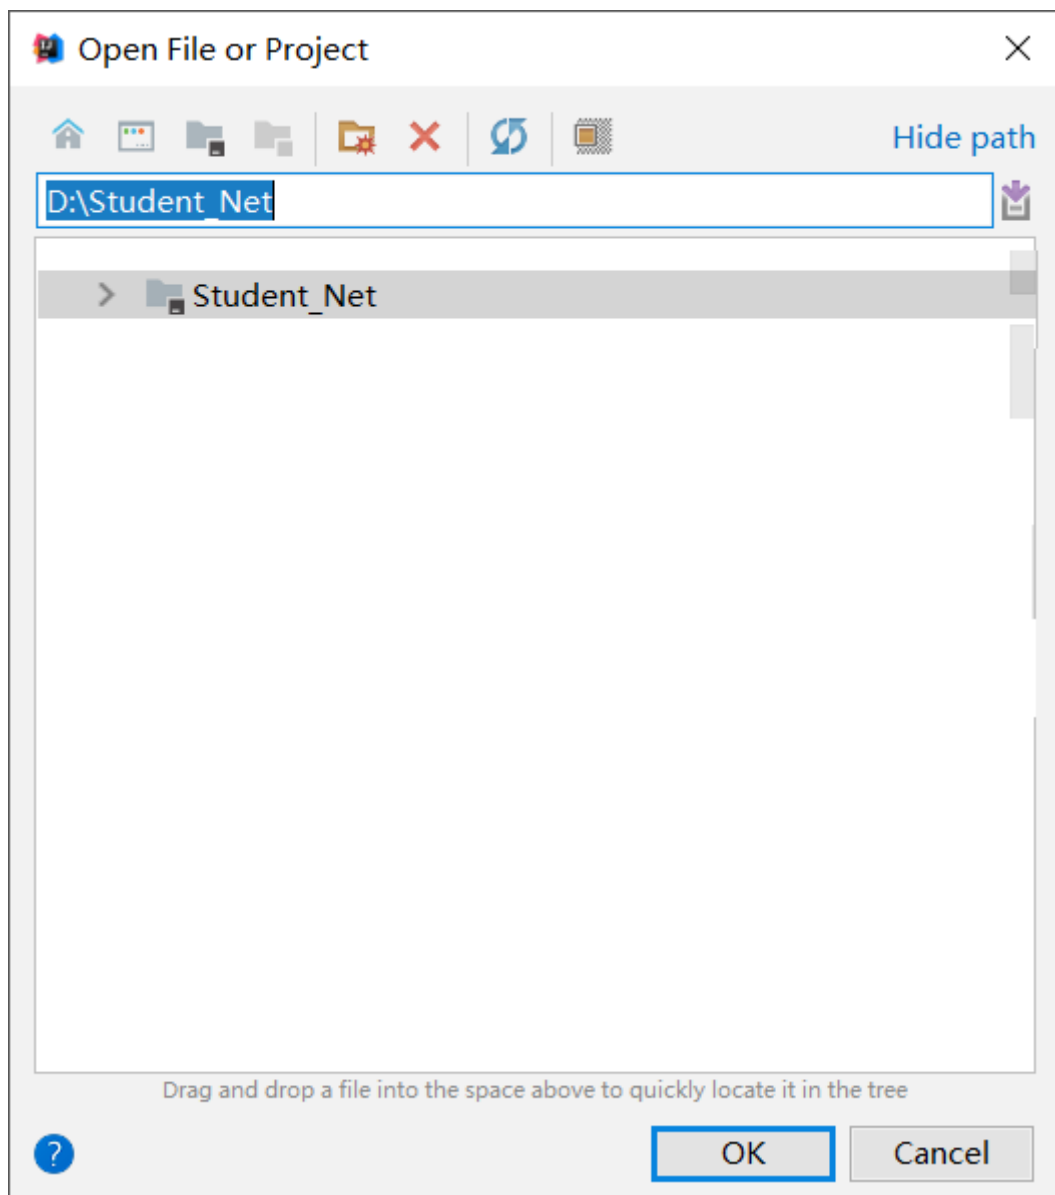 Open File or Project
Hide path
D:\Student_Net
Student_Net
Drag and drop a file into the space above to quickly locate it in the tree
?
OK
Cancel